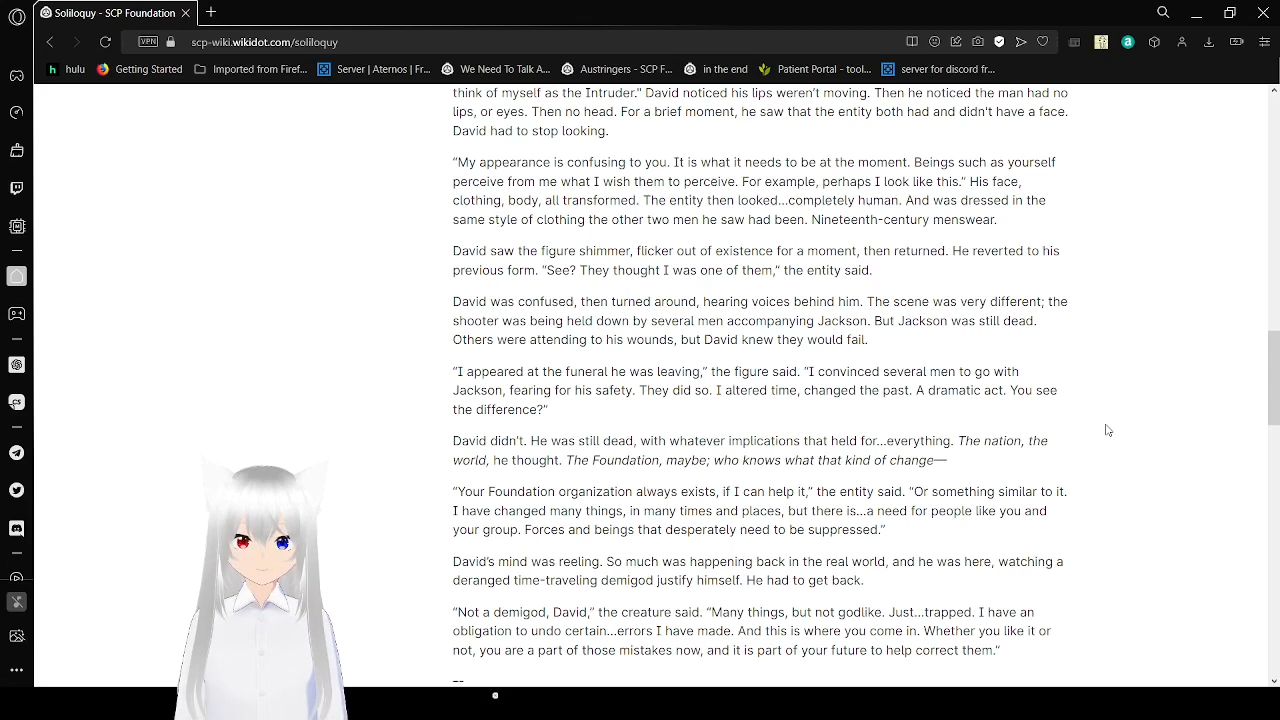 Soliloquy - SCP Foundation
VPN
scp-wiki.wikidot.com/soliloquy
hulu
Getting Started
Imported from Firef...
Server | Aternos | Fr...
We Need To Talk A...
Austringers - SCP F...
in the end
Patient Portal - tool...
server for discord fr...
think of myself as the Intruder." David noticed his lips weren't moving. Then he noticed the man had no
lips, or eyes. Then no head. For a brief moment, he saw that the entity both had and didn't have a face.
David had to stop looking.
“My appearance is confusing to you. It is what it needs to be at the moment. Beings such as yourself
perceive from me what I wish them to perceive. For example, perhaps I look like this.” His face,
clothing, body, all transformed. The entity then looked…completely human. And was dressed in the
same style of clothing the other two men he saw had been. Nineteenth-century menswear.
David saw the figure shimmer, flicker out of existence for a moment, then returned. He reverted to his
previous form. “See? They thought I was one of them,” the entity said.
David was confused, then turned around, hearing voices behind him. The scene was very different; the
shooter was being held down by several men accompanying Jackson. But Jackson was still dead.
Others were attending to his wounds, but David knew they would fail.
“I appeared at the funeral he was leaving,” the figure said. “I convinced several men to go with
Jackson, fearing for his safety. They did so. I altered time, changed the past. A dramatic act. You see
the difference?”
David didn’t. He was still dead, with whatever implications that held for…everything. The nation, the
world, he thought. The Foundation, maybe; who knows what that kind of change—
“Your Foundation organization always exists, if I can help it,” the entity said. “Or something similar to it.
I have changed many things, in many times and places, but there is…a need for people like you and
your group. Forces and beings that desperately need to be suppressed.”
David’s mind was reeling. So much was happening back in the real world, and he was here, watching a
deranged time-traveling demigod justify himself. He had to get back.
“Not a demigod, David,” the creature said. “Many things, but not godlike. Just…trapped. I have an
obligation to undo certain…errors I have made. And this is where you come in. Whether you like it or
not, you are a part of those mistakes now, and it is part of your future to help correct them.”